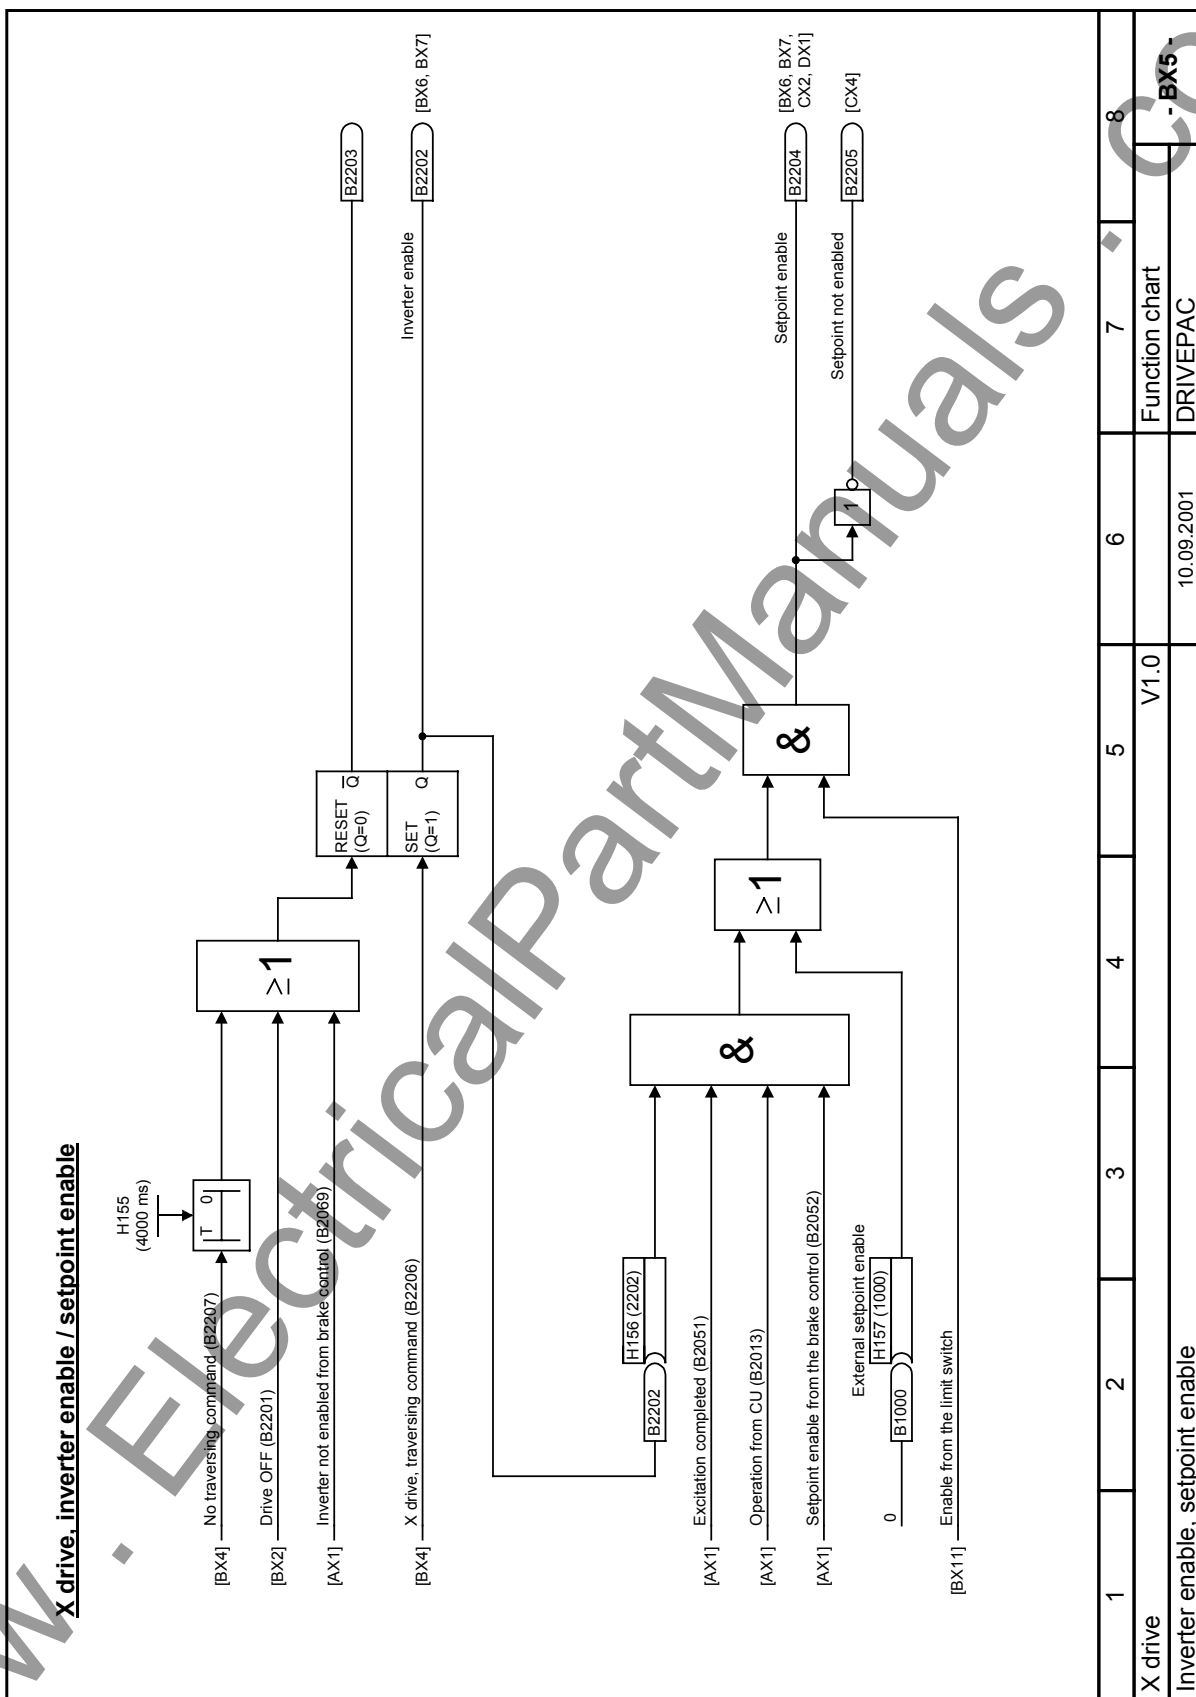 X drive, inverter enable / setpoint enable
H155
(4000 ms)
T 0
[BX4] No traversing command (B2207)
[BX2] Drive OFF (B2201)
[AX1] Inverter not enabled from brake control (B2069)
≥1
RESET
(Q=0)
Q
B2203
[BX4] X drive, traversing command (B2206)
SET
(Q=1)
Q
Inverter enable
B2202
[BX6, BX7]
B2202
H156 (2202)
[AX1] Excitation completed (B2051)
[AX1] Operation from CU (B2013)
[AX1] Setpoint enable from the brake control (B2052)
&
≥1
&
Setpoint enable
B2204
[BX6, BX7,
CX2, DX1]
1
Setpoint not enabled
B2205
[CX4]
External setpoint enable
0
B1000
H157 (1000)
[BX11] Enable from the limit switch
1 2 3 4 5 6 7 8
X drive V1.0 Function chart
- BX5 -
Inverter enable, setpoint enable 10.09.2001 DRIVEPAC
w . ElectricalPartManuals . co